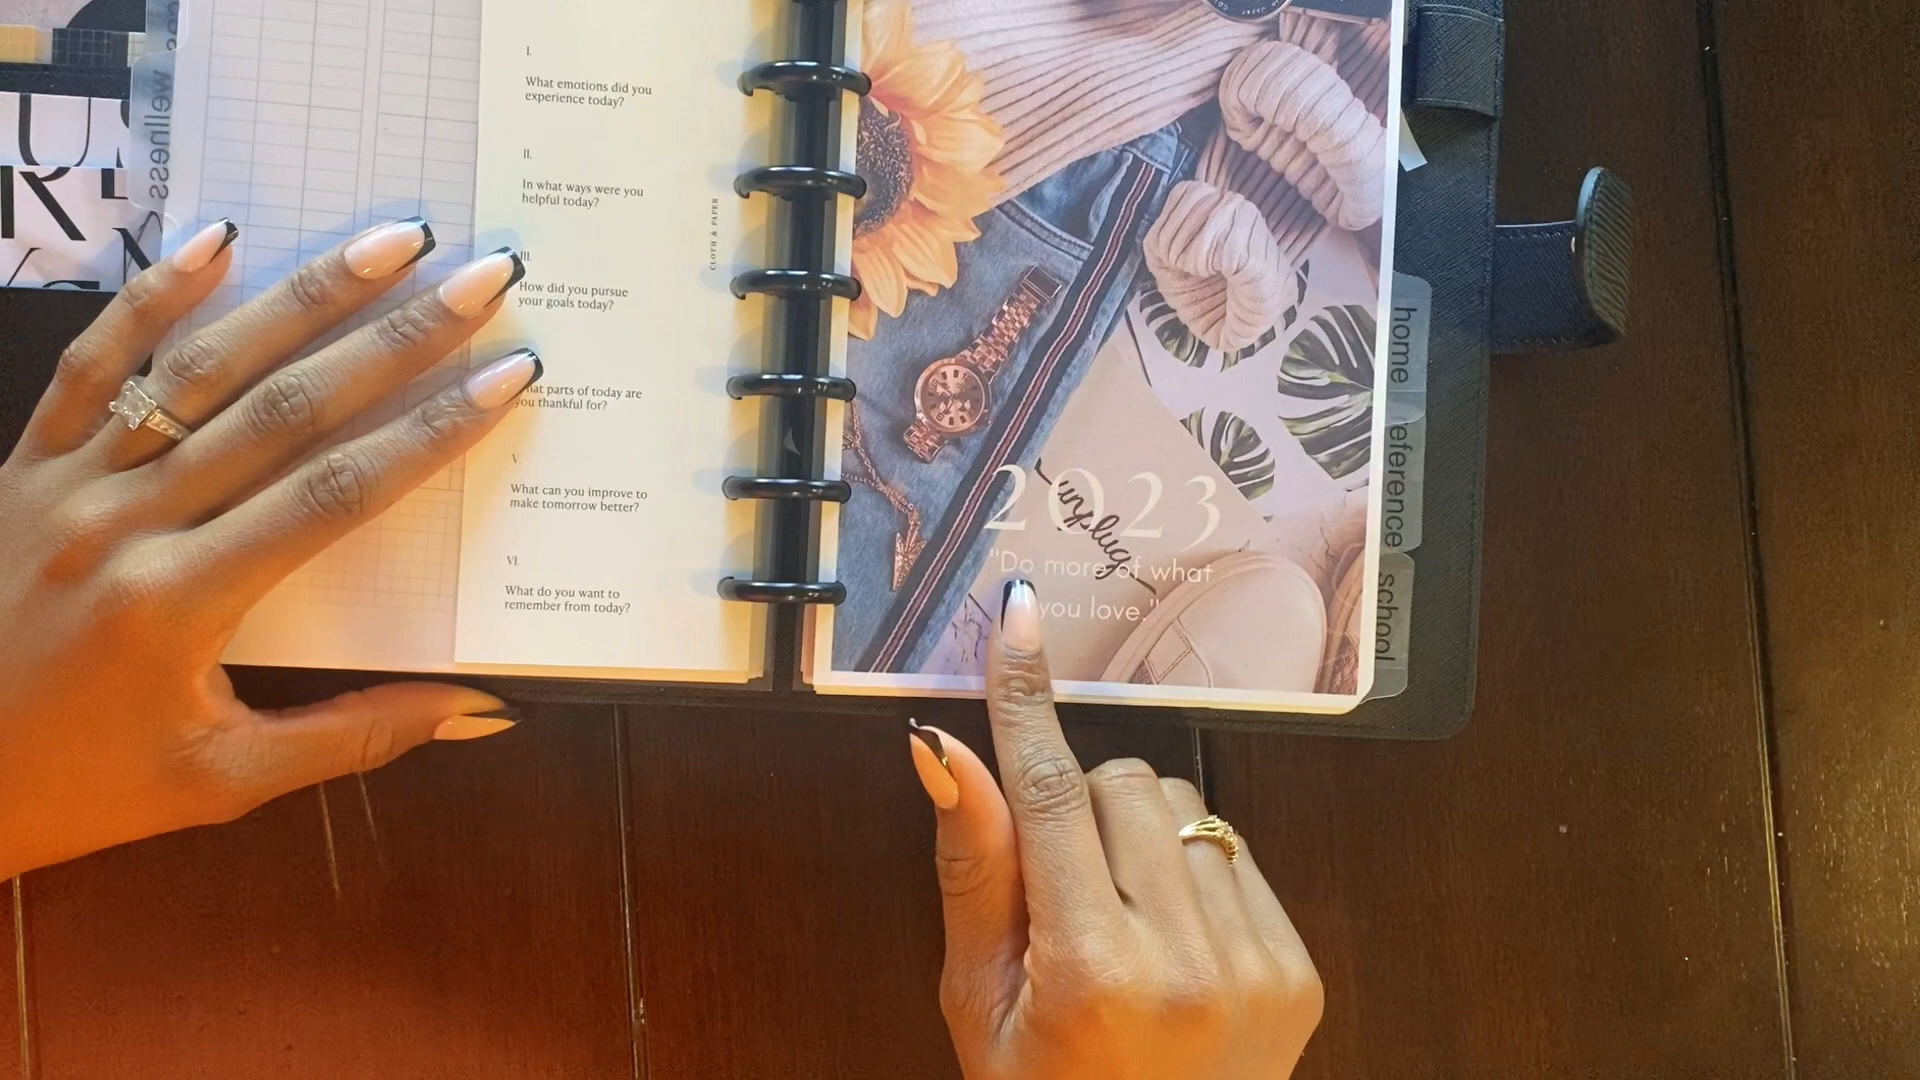 wellness
I.
What emotions did you
experience today?
II.
In what ways were you
helpful today?
III.
How did you pursue
your goals today?
parts of today are
you thankful for?
V.
What can you improve to
make tomorrow better?
VI.
What do you want to
remember from today?
CLOTH & PAPER
2023
unplug
"Do more of what
you love."
home
reference
school